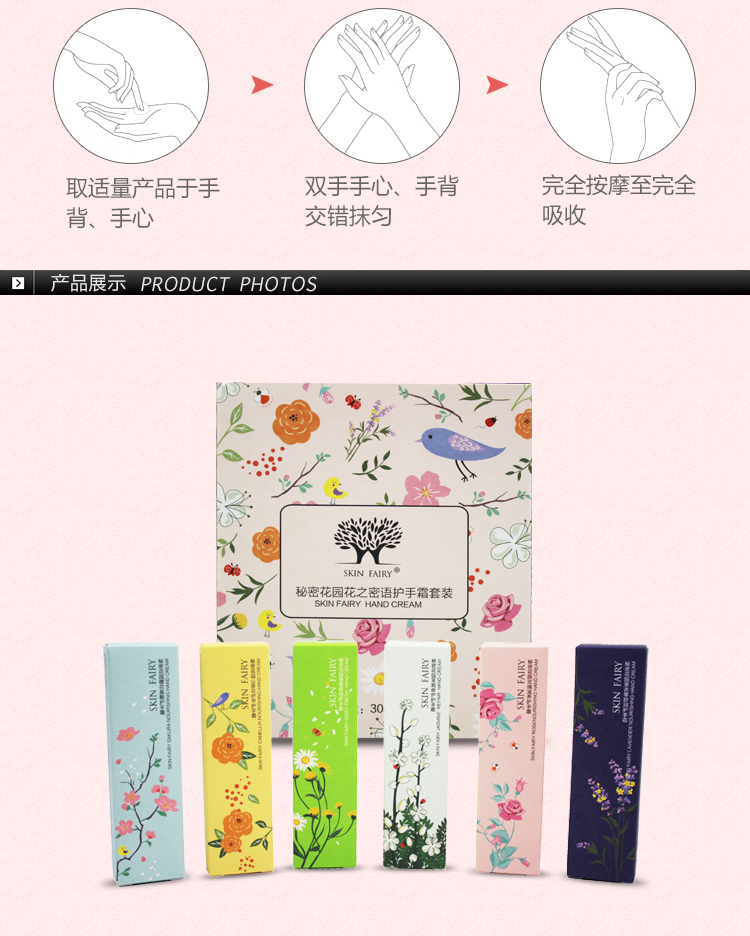 取适量产品于手
背、手心
双手手心、手背
交错抹匀
完全按摩至完全
吸收
产品展示 PRODUCT PHOTOS
SKIN FAIRY®
秘密花园花之密语护手霜套装
SKIN FAIRY HAND CREAM
30
SKIN FAIRY
SKIN FAIRY SAKURA NOURISHING HAND CREAM
SKIN FAIRY
SKIN FAIRY CAMELLIA NOURISHING HAND CREAM
SKIN FAIRY
SKIN FAIRY
SKIN FAIRY JASMINE REPAIR HAND CREAM
SKIN FAIRY
SKIN FAIRY ROSE NOURISHING HAND CREAM
SKIN FAIRY
SKIN FAIRY LAVENDER NOURISHING HAND CREAM